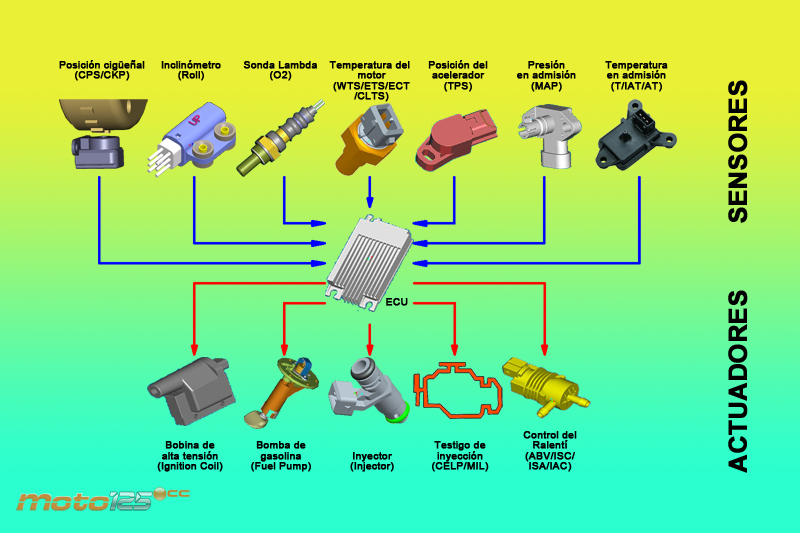 Posición cigüeñal
(CPS/CKP)
Inclinómetro
(Roll)
Sonda Lambda
(O2)
Temperatura del
motor
(WTS/ETS/ECT
/CLTS)
Posición del
acelerador
(TPS)
Presión
en admisión
(MAP)
Temperatura
en admisión
(T/IAT/AT)
SENSORES
UP
ECU
ACTUADORES
Bobina de
alta tensión
(Ignition Coil)
Bomba de
gasolina
(Fuel Pump)
Inyector
(Injector)
Testigo de
inyección
(CELP/MIL)
Control del
Ralentí
(ABV/ISC/
ISA/IAC)
moto125.cc